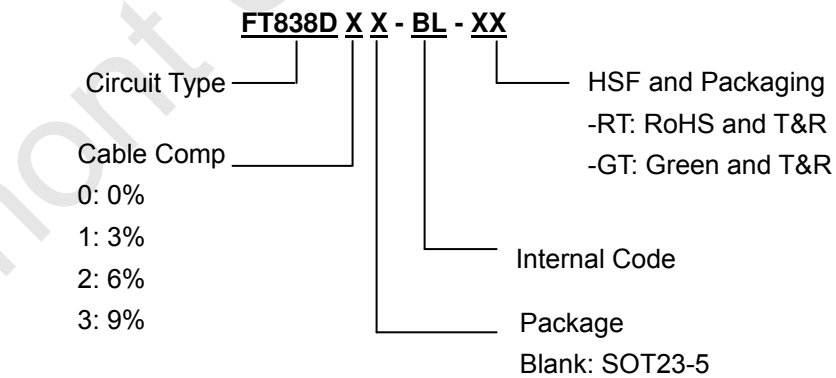 FT838D X X - BL - XX
Circuit Type
HSF and Packaging
-RT: RoHS and T&R
-GT: Green and T&R
Cable Comp
0: 0%
1: 3%
2: 6%
3: 9%
Internal Code
Package
Blank: SOT23-5